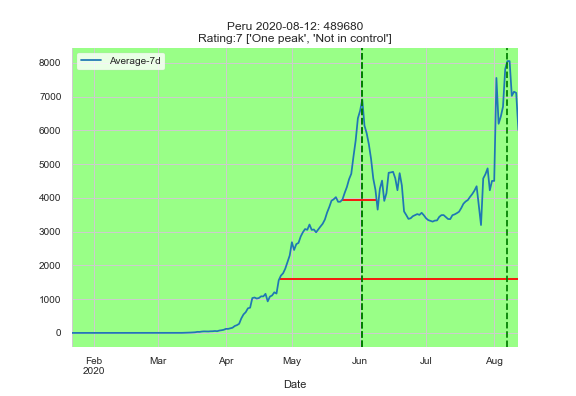 Peru 2020-08-12: 489680
Rating:7 ['One peak', 'Not in control']
Average-7d
8000
7000
6000
5000
4000
3000
2000
1000
0
Feb Mar Apr May Jun Jul Aug
2020
Date